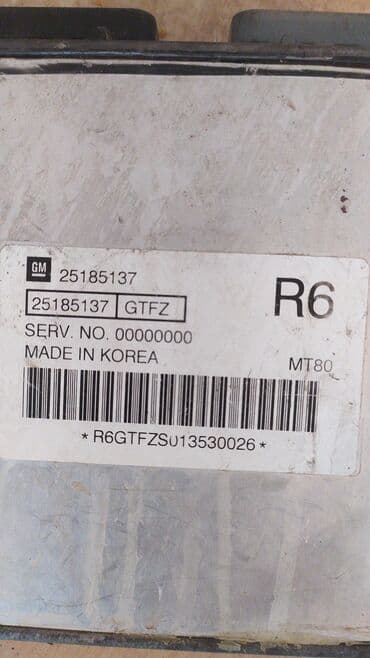 GM 25185137
25185137 GTFZ R6
SERV. NO. 00000000
MADE IN KOREA MT80
*R6GTFZS013530026*